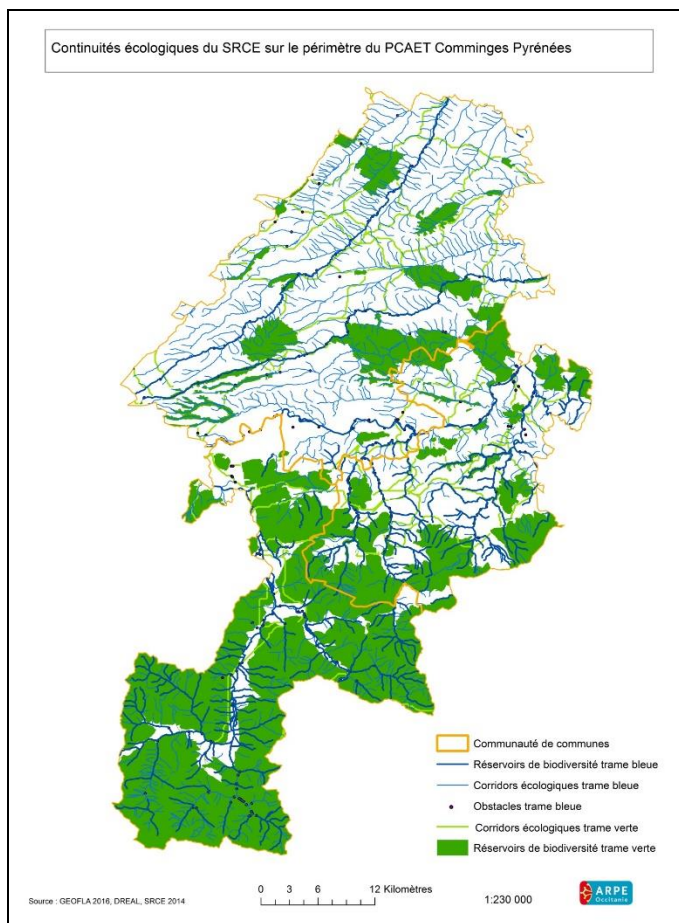 Continuités écologiques du SRCE sur le périmètre du PCAET Comminges Pyrénées
Communauté de communes
Réservoirs de biodiversité trame bleue
Corridors écologiques trame bleue
Obstacles trame bleue
Corridors écologiques trame verte
Réservoirs de biodiversité trame verte
Source : GEOFLA 2016, DREAL, SRCE 2014
0 3 6 12 Kilomètres
1:230 000
ARPE
Occitanie